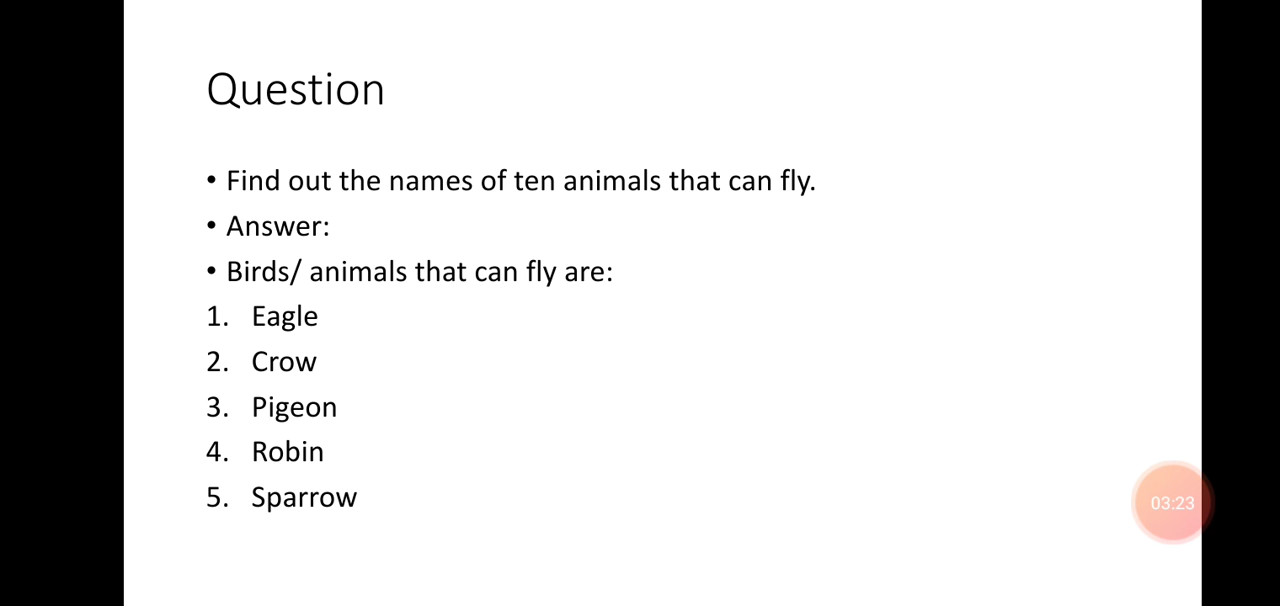 Question
• Find out the names of ten animals that can fly.
• Answer:
• Birds/ animals that can fly are:
1. Eagle
2. Crow
3. Pigeon
4. Robin
5. Sparrow
03:23